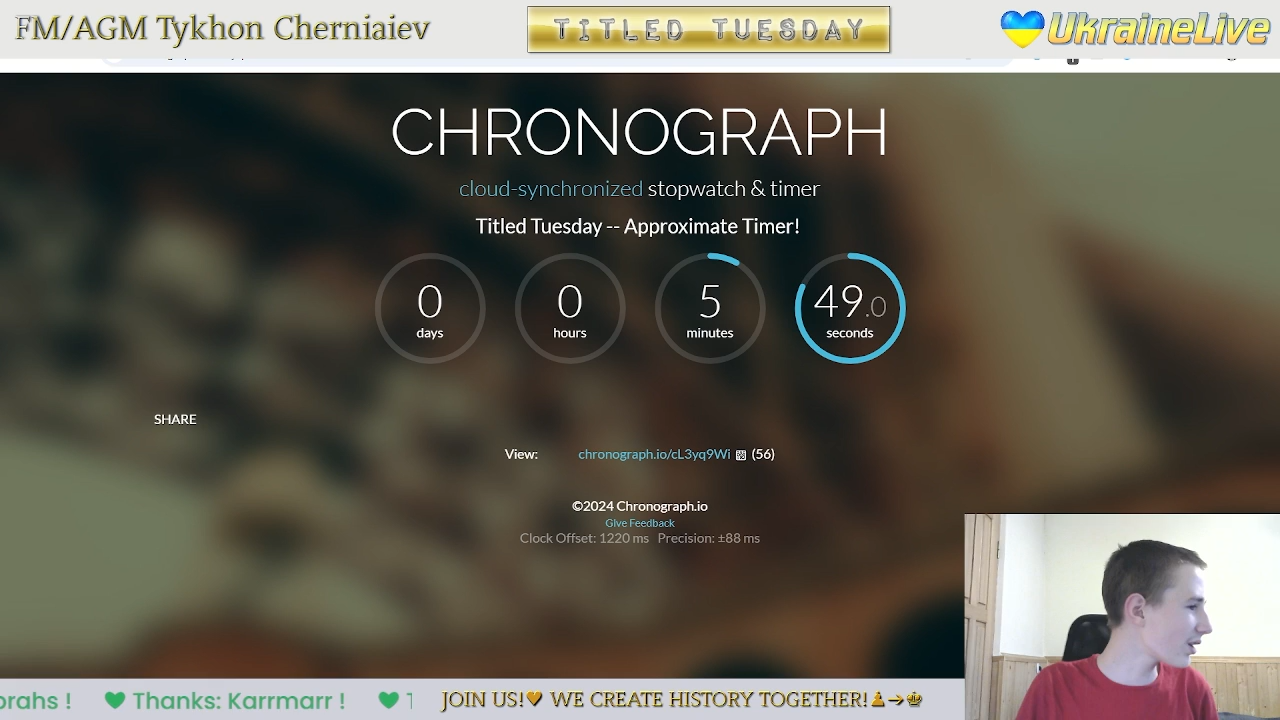 FM/AGM Tykhon Cherniaiev
TITLED TUESDAY
UkraineLive
CHRONOGRAPH
cloud-synchronized stopwatch & timer
Titled Tuesday -- Approximate Timer!
0 0 5 49.0
days hours minutes seconds
SHARE
View: chronograph.io/cL3yq9Wi (56)
©2024 Chronograph.io
Give Feedback
Clock Offset: 1220 ms Precision: ±88 ms
orahs ! 💚 Thanks: Karrmarr ! 💚
JOIN US!🧡 WE CREATE HISTORY TOGETHER!♟→♚